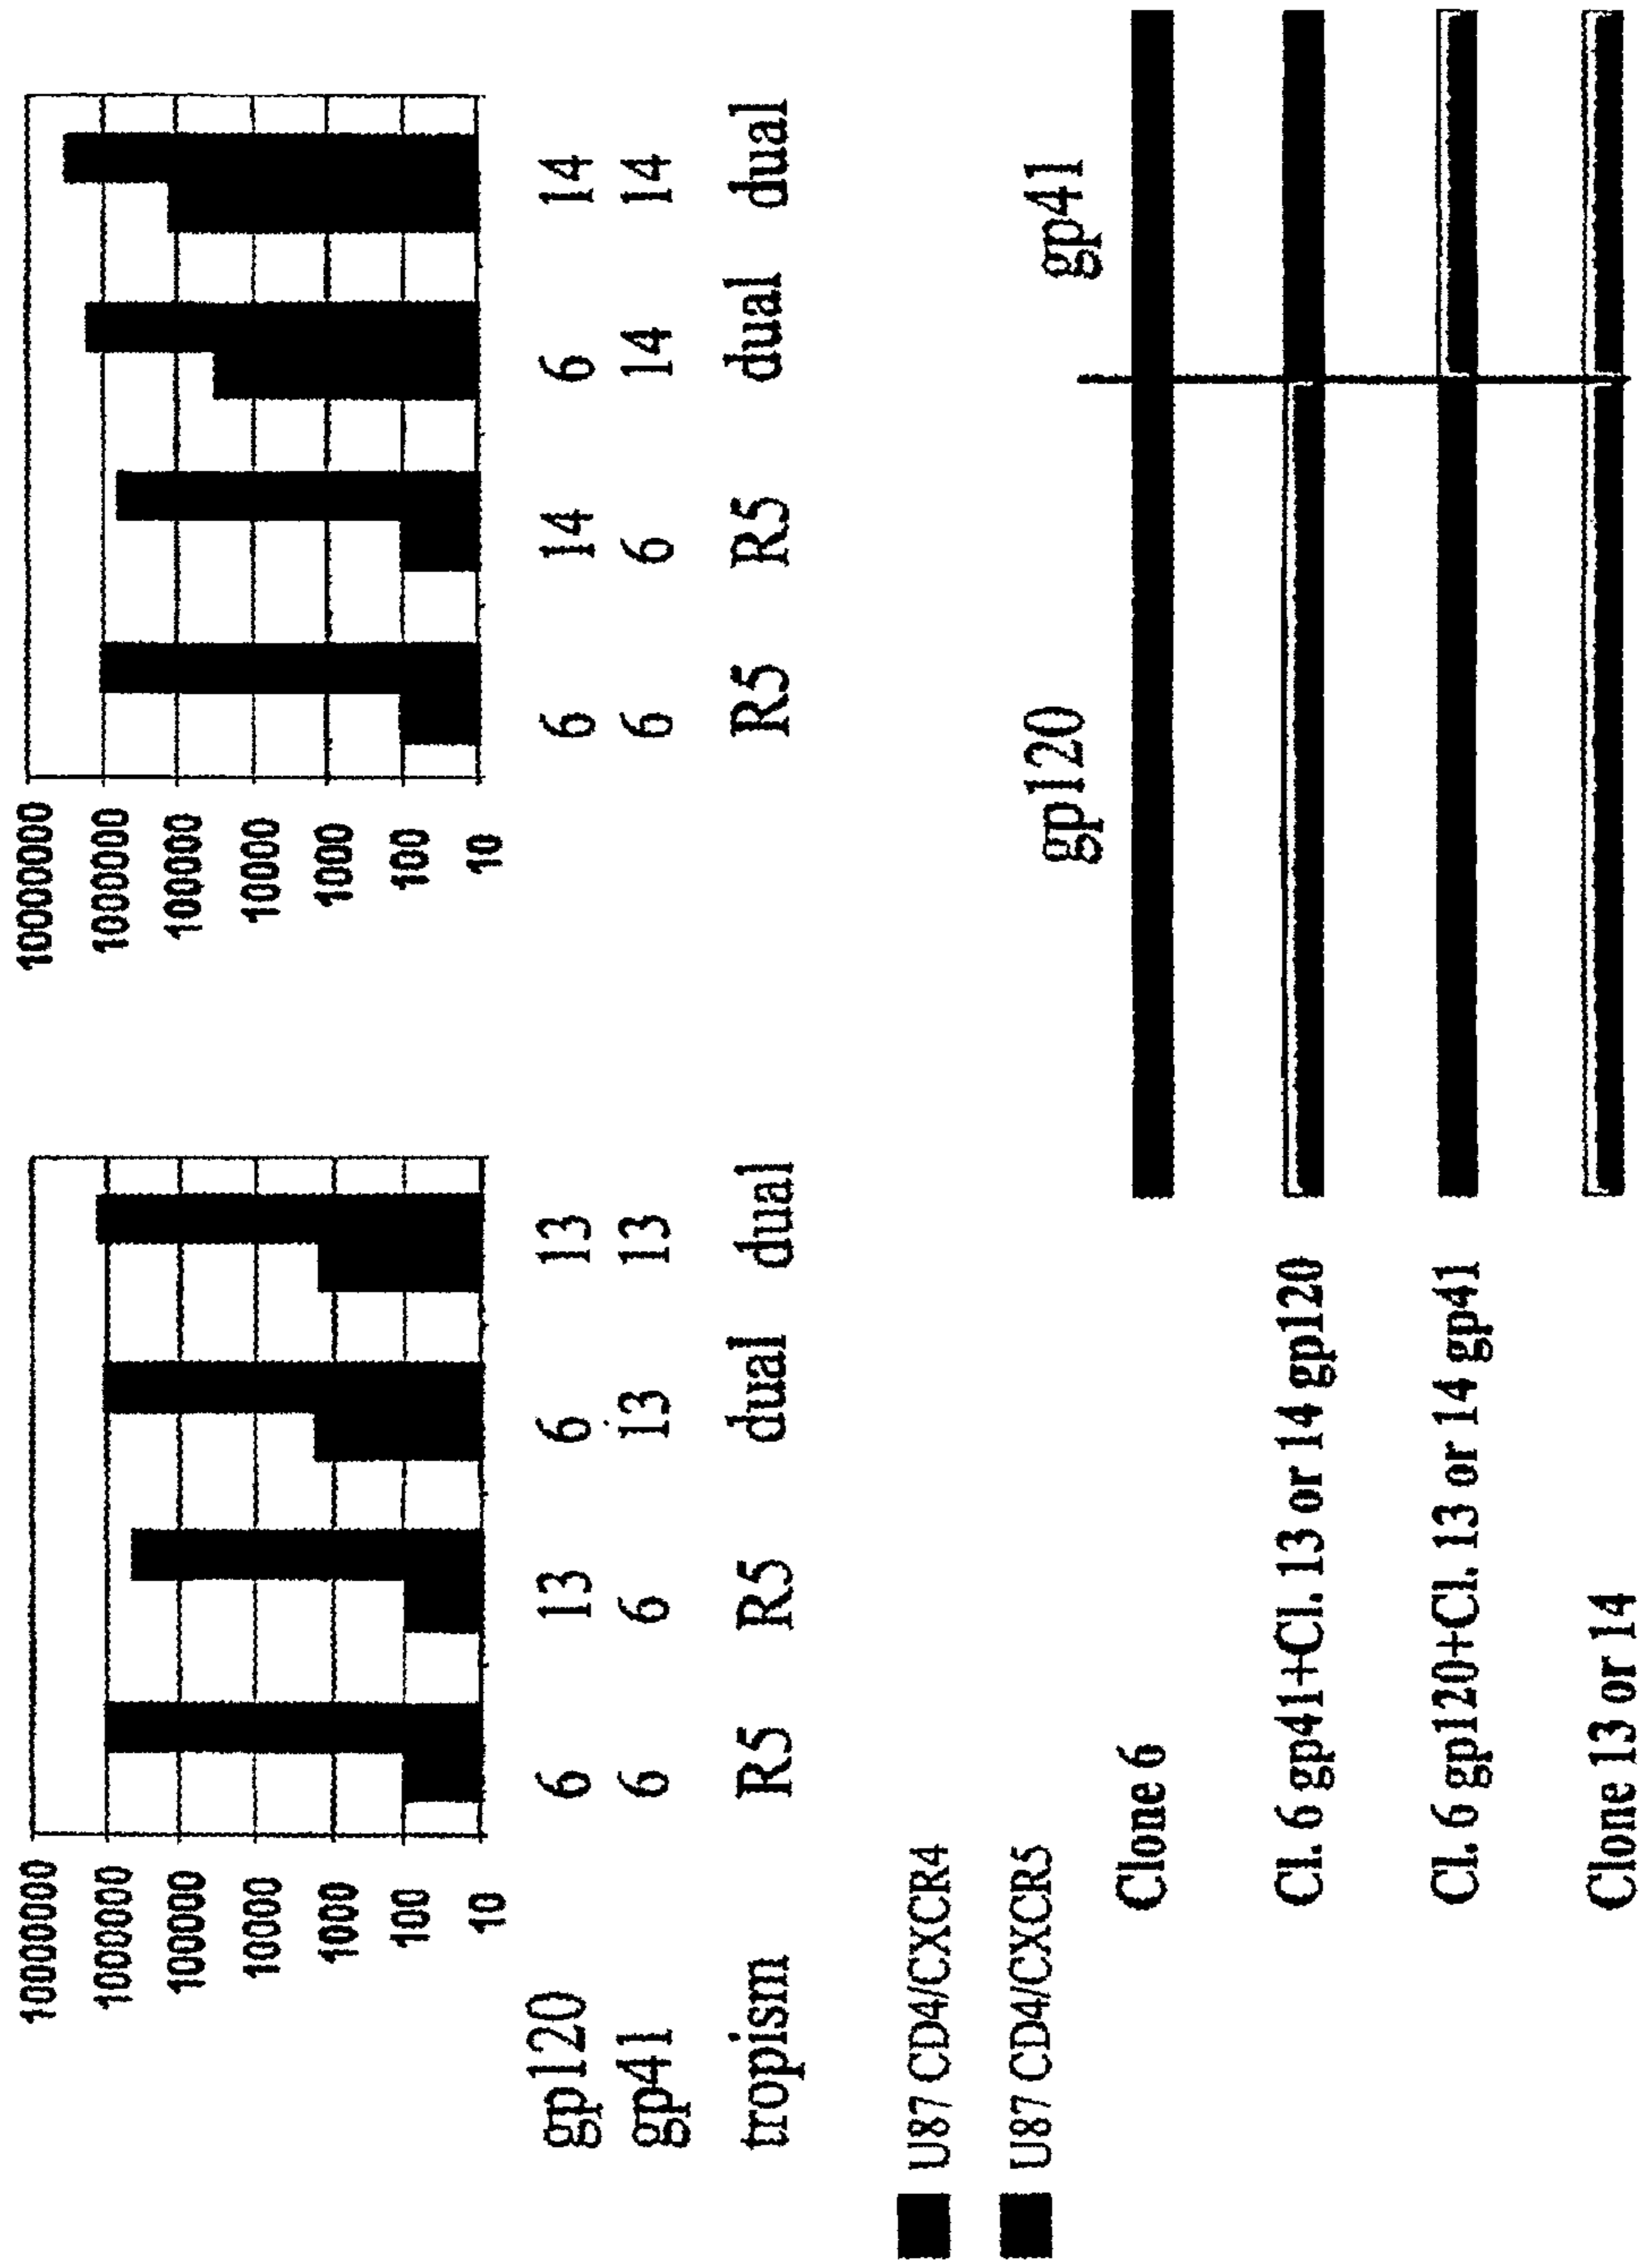 10000000
1000000
100000
10000
1000
100
10
gp120 6 13 6 13
gp41 6 6 i3 13
tropism R5 R5 dual dual
10000000
1000000
100000
10000
1000
100
10
6 14 6 14
6 6 14 14
R5 R5 dual dual
U87 CD4/CXCR4
U87 CD4/CXCR5
gp120 gp41
Clone 6
Cl. 6 gp41+Cl. 13 or 14 gp120
Cl. 6 gp120+Cl. 13 or 14 gp41
Clone 13 or 14